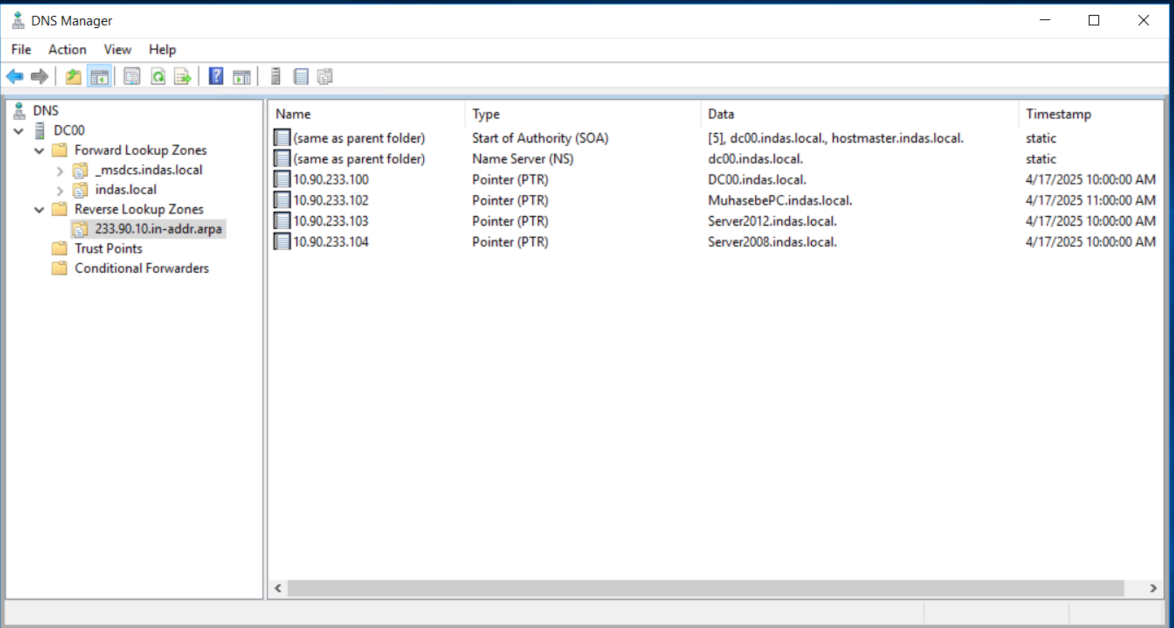 DNS Manager
File Action View Help
DNS
DC00
Forward Lookup Zones
_msdcs.indas.local
indas.local
Reverse Lookup Zones
233.90.10.in-addr.arpa
Trust Points
Conditional Forwarders
Name Type Data Timestamp
(same as parent folder) Start of Authority (SOA) [5], dc00.indas.local., hostmaster.indas.local. static
(same as parent folder) Name Server (NS) dc00.indas.local. static
10.90.233.100 Pointer (PTR) DC00.indas.local. 4/17/2025 10:00:00 AM
10.90.233.102 Pointer (PTR) MuhasebePC.indas.local. 4/17/2025 11:00:00 AM
10.90.233.103 Pointer (PTR) Server2012.indas.local. 4/17/2025 10:00:00 AM
10.90.233.104 Pointer (PTR) Server2008.indas.local. 4/17/2025 10:00:00 AM